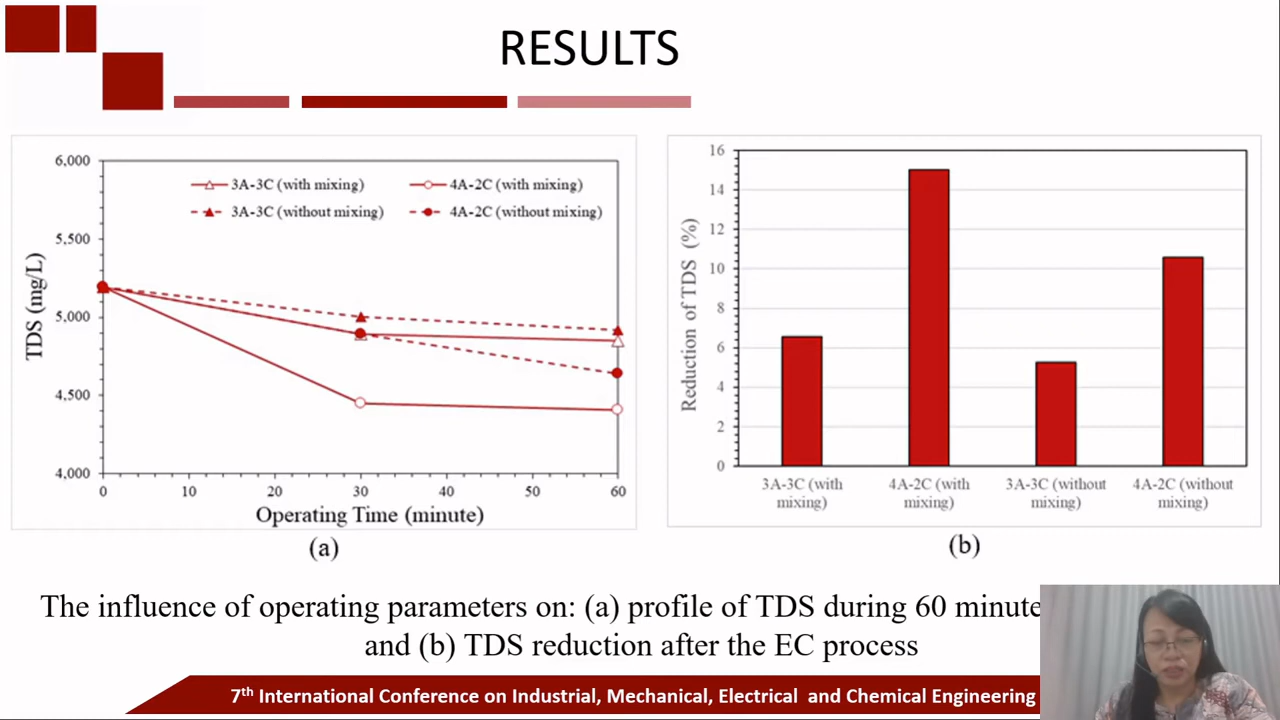 RESULTS
6,000
5,500
5,000
4,500
4,000
TDS (mg/L)
3A-3C (with mixing)
4A-2C (with mixing)
3A-3C (without mixing)
4A-2C (without mixing)
0
10
20
30
40
50
60
Operating Time (minute)
(a)
16
14
12
10
8
6
4
2
0
Reduction of TDS (%)
3A-3C (with
mixing)
4A-2C (with
mixing)
3A-3C (without
mixing)
4A-2C (without
mixing)
(b)
The influence of operating parameters on: (a) profile of TDS during 60 minute
and (b) TDS reduction after the EC process
7th International Conference on Industrial, Mechanical, Electrical and Chemical Engineering